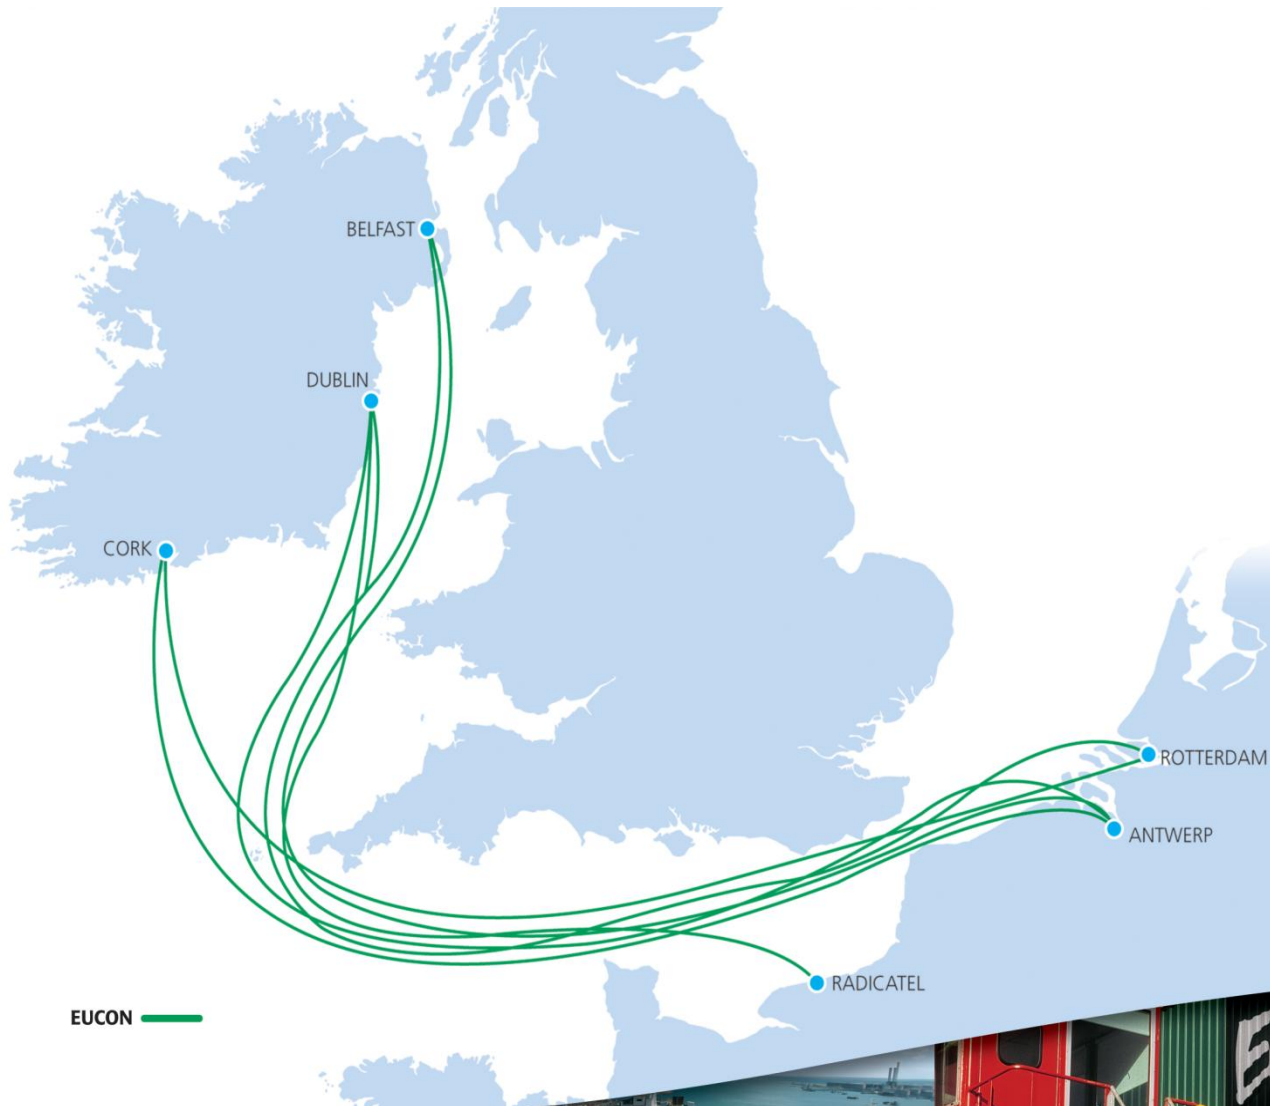 BELFAST
DUBLIN
CORK
ROTTERDAM
ANTWERP
RADICATEL
EUCON
E